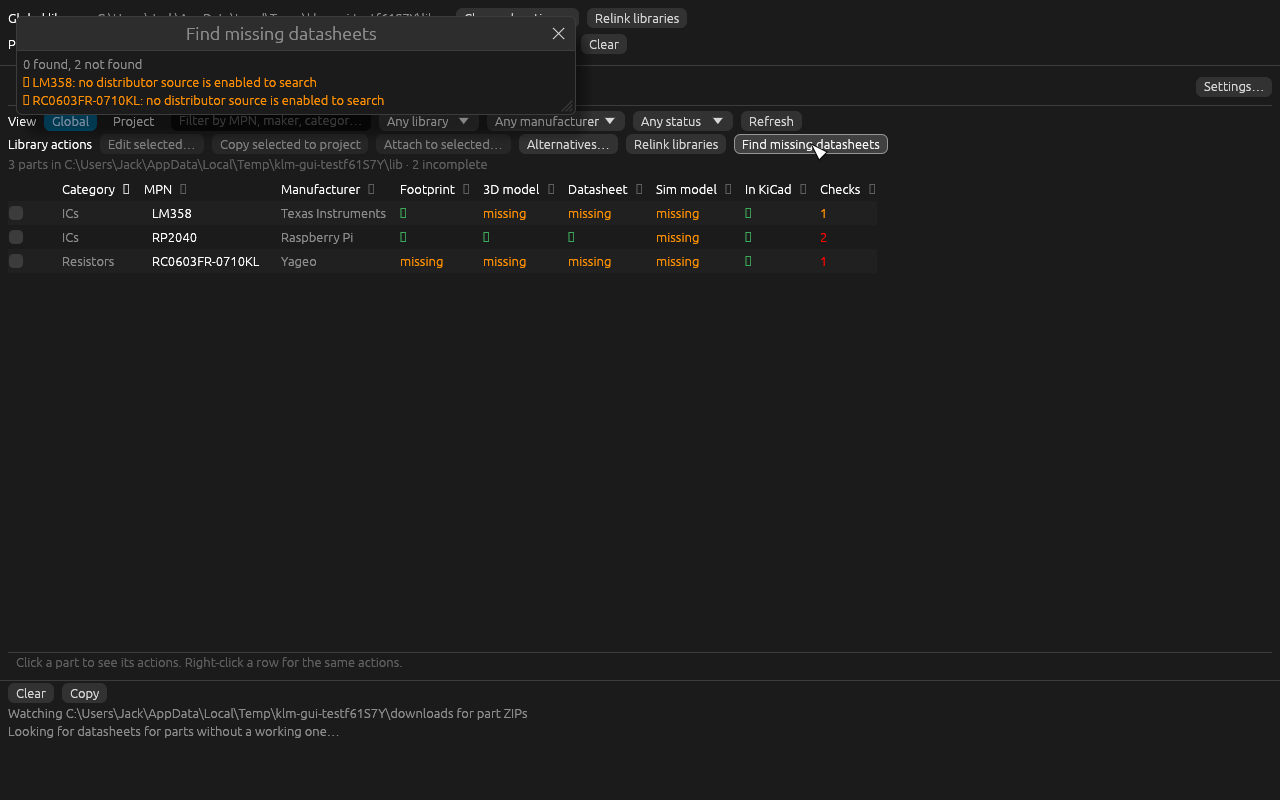 Relink libraries
Find missing datasheets
Clear
0 found, 2 not found
LM358: no distributor source is enabled to search
Settings…
RC0603FR-0710KL: no distributor source is enabled to search
View Global Project Filter by MPN, maker, categor… Any library Any manufacturer Any status Refresh
Library actions Edit selected… Copy selected to project Attach to selected… Alternatives… Relink libraries Find missing datasheets
3 parts in C:\Users\Jack\AppData\Local\Temp\klm-gui-testf61S7Y\lib · 2 incomplete
Category MPN Manufacturer Footprint 3D model Datasheet Sim model In KiCad Checks
ICs LM358 Texas Instruments missing missing missing 1
ICs RP2040 Raspberry Pi missing 2
Resistors RC0603FR-0710KL Yageo missing missing missing missing 1
Click a part to see its actions. Right-click a row for the same actions.
Clear Copy
Watching C:\Users\Jack\AppData\Local\Temp\klm-gui-testf61S7Y\downloads for part ZIPs
Looking for datasheets for parts without a working one…